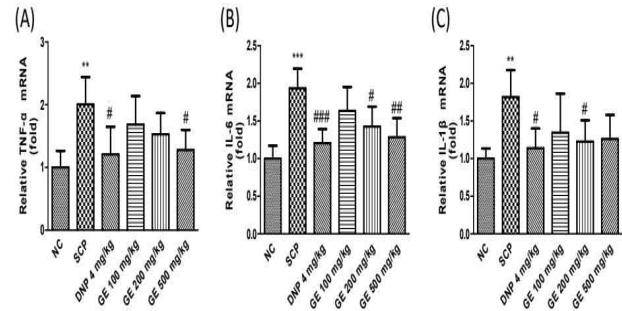 (A)
Relative TNF-α mRNA
(fold)
3
2
1
0
**
#
#
NC
SCP
DNP 4 mg/kg
GE 100 mg/kg
GE 200 mg/kg
GE 500 mg/kg
(B)
Relative IL-6 mRNA
(fold)
2.5
2.0
1.5
1.0
0.5
0.0
***
###
#
##
NC
SCP
DNP 4 mg/kg
GE 100 mg/kg
GE 200 mg/kg
GE 500 mg/kg
(C)
Relative IL-1β mRNA
(fold)
2.5
2.0
1.5
1.0
0.5
0.0
**
#
#
NC
SCP
DNP 4 mg/kg
GE 100 mg/kg
GE 200 mg/kg
GE 500 mg/kg